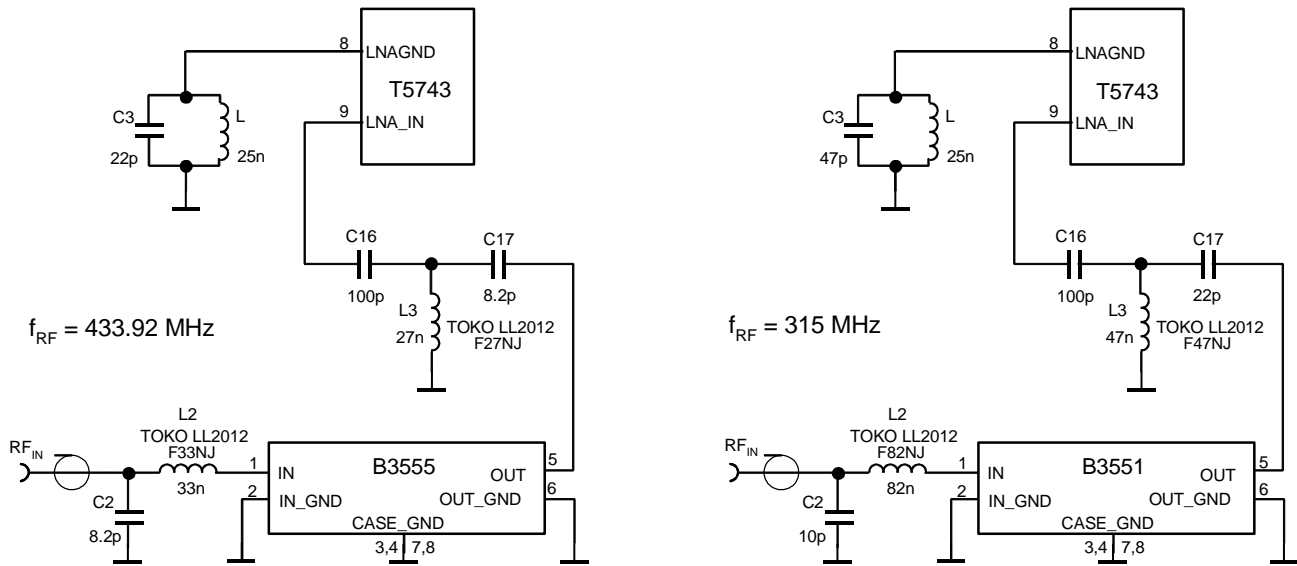 8
LNAGND
T5743
C3
L
9
LNA_IN
22p
25n
C16
C17
100p
8.2p
L3
27n
TOKO LL2012
F27NJ
fRF = 433.92 MHz
L2
TOKO LL2012
F33NJ
RFIN
33n
1
IN
B3555
OUT
5
2
IN_GND
OUT_GND
6
C2
8.2p
CASE_GND
3,4
7,8
8
LNAGND
T5743
C3
L
9
LNA_IN
47p
25n
C16
C17
100p
22p
L3
47n
TOKO LL2012
F47NJ
fRF = 315 MHz
L2
TOKO LL2012
F82NJ
RFIN
82n
1
IN
B3551
OUT
5
2
IN_GND
OUT_GND
6
C2
10p
CASE_GND
3,4
7,8